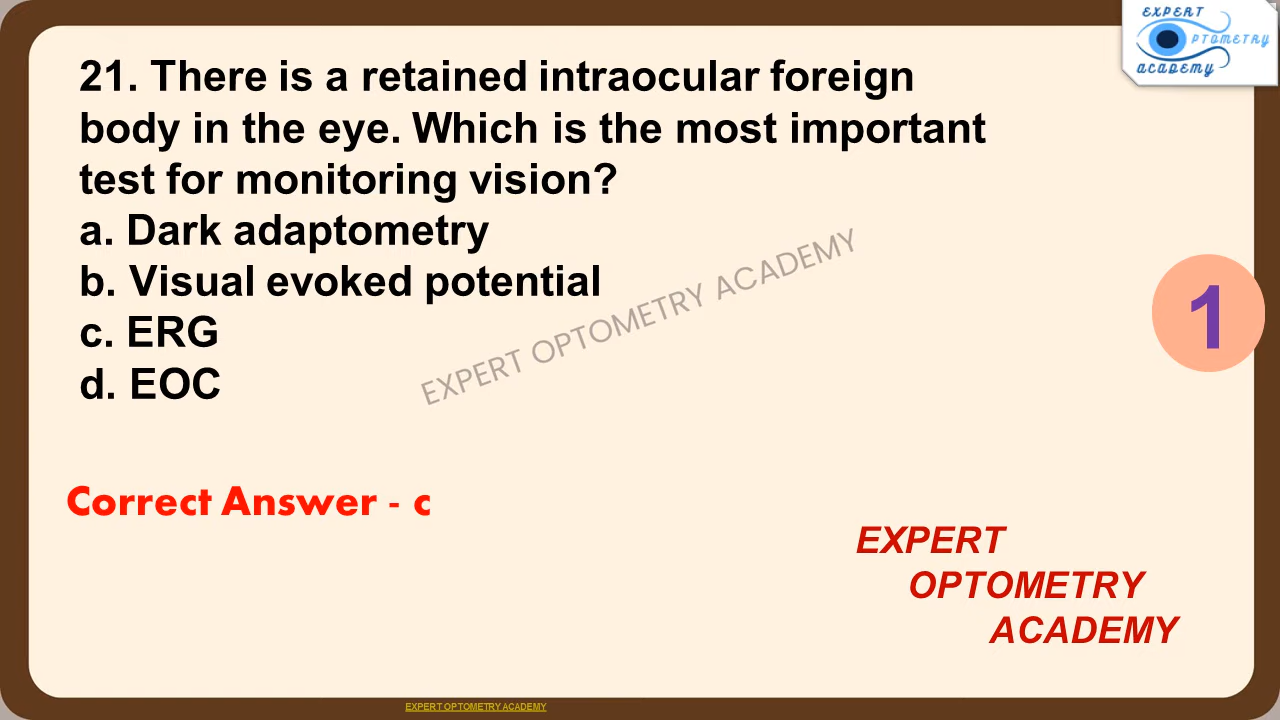 EXPERT
PTOMETRY
ACADEMY
21. There is a retained intraocular foreign
body in the eye. Which is the most important
test for monitoring vision?
a. Dark adaptometry
b. Visual evoked potential
c. ERG
d. EOC
EXPERT OPTOMETRY ACADEMY
1
Correct Answer - c
EXPERT
OPTOMETRY
ACADEMY
EXPERT OPTOMETRY ACADEMY